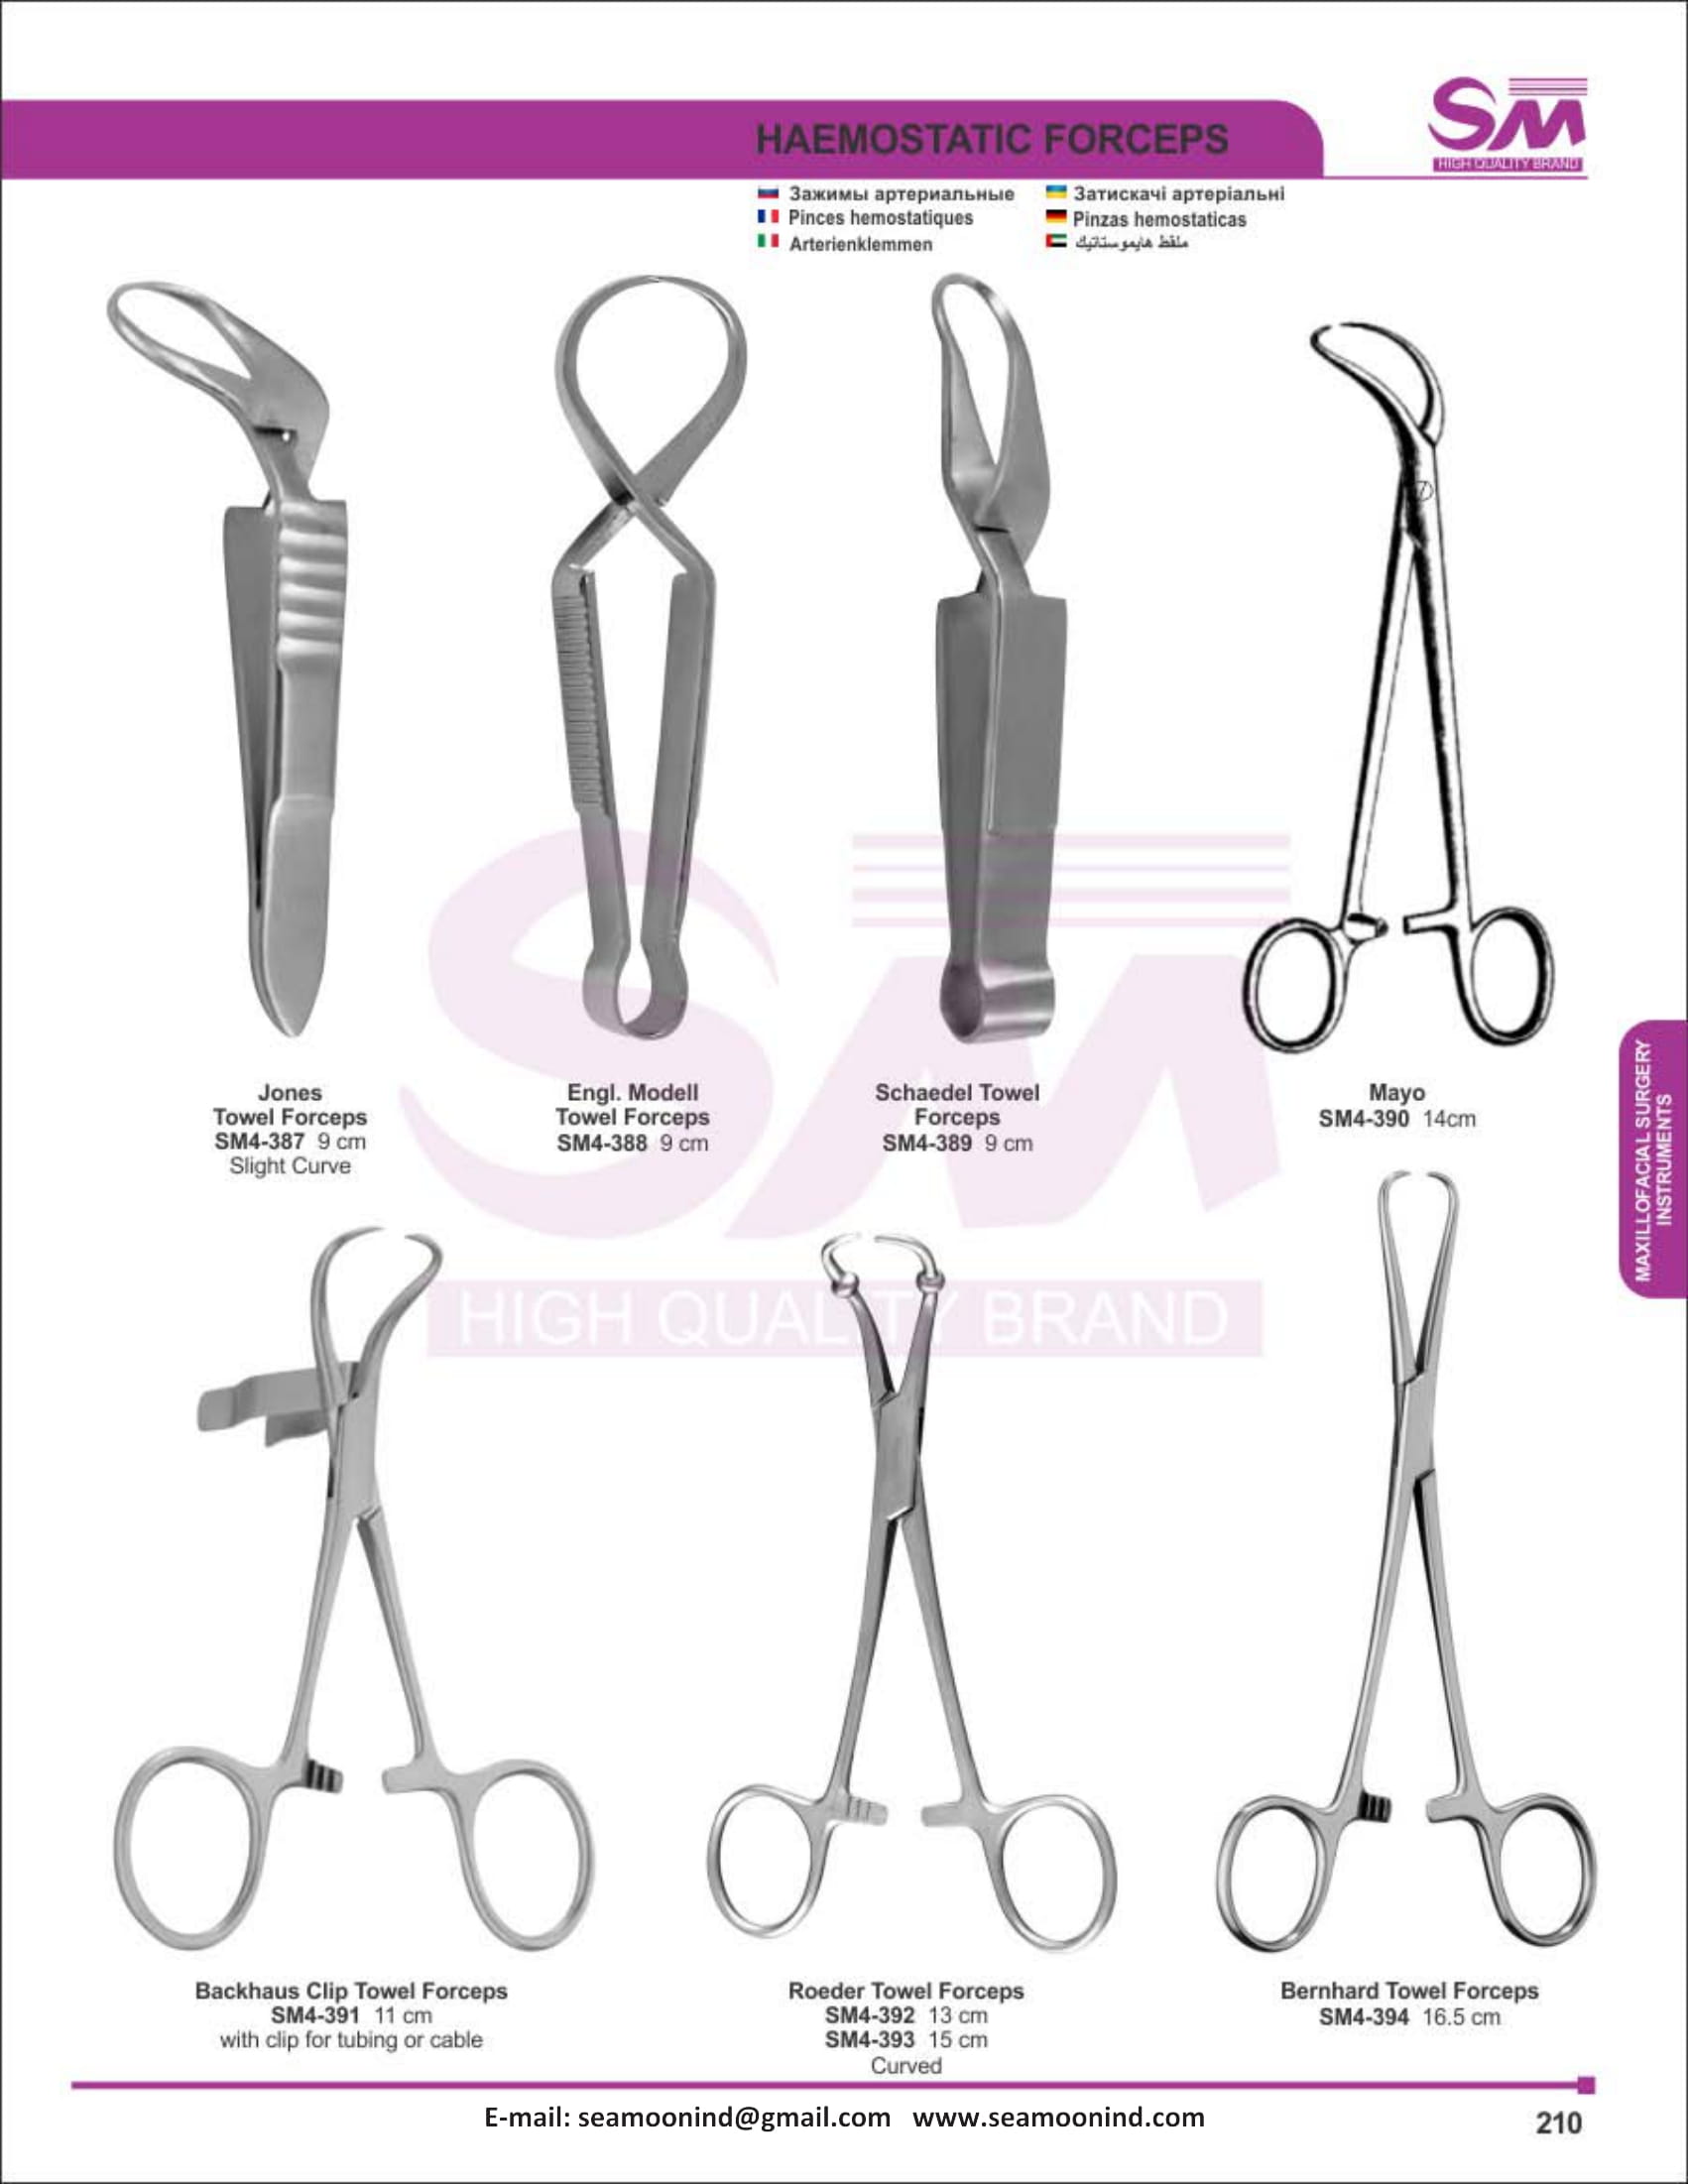 SM
HIGH QUALITY BRAND
HAEMOSTATIC FORCEPS
Зажимы артериальные
Затискачі артеріальні
Pinces hemostatiques
Pinzas hemostaticas
Arterienklemmen
ملقط هايموستاتيك
Jones
Towel Forceps
SM4-387 9 cm
Slight Curve
Engl. Modell
Towel Forceps
SM4-388 9 cm
Schaedel Towel
Forceps
SM4-389 9 cm
Mayo
SM4-390 14cm
MAXILLOFACIAL SURGERY
INSTRUMENTS
SM
HIGH QUALITY BRAND
Backhaus Clip Towel Forceps
SM4-391 11 cm
with clip for tubing or cable
Roeder Towel Forceps
SM4-392 13 cm
SM4-393 15 cm
Curved
Bernhard Towel Forceps
SM4-394 16.5 cm
E-mail: seamoonind@gmail.com www.seamoonind.com
210